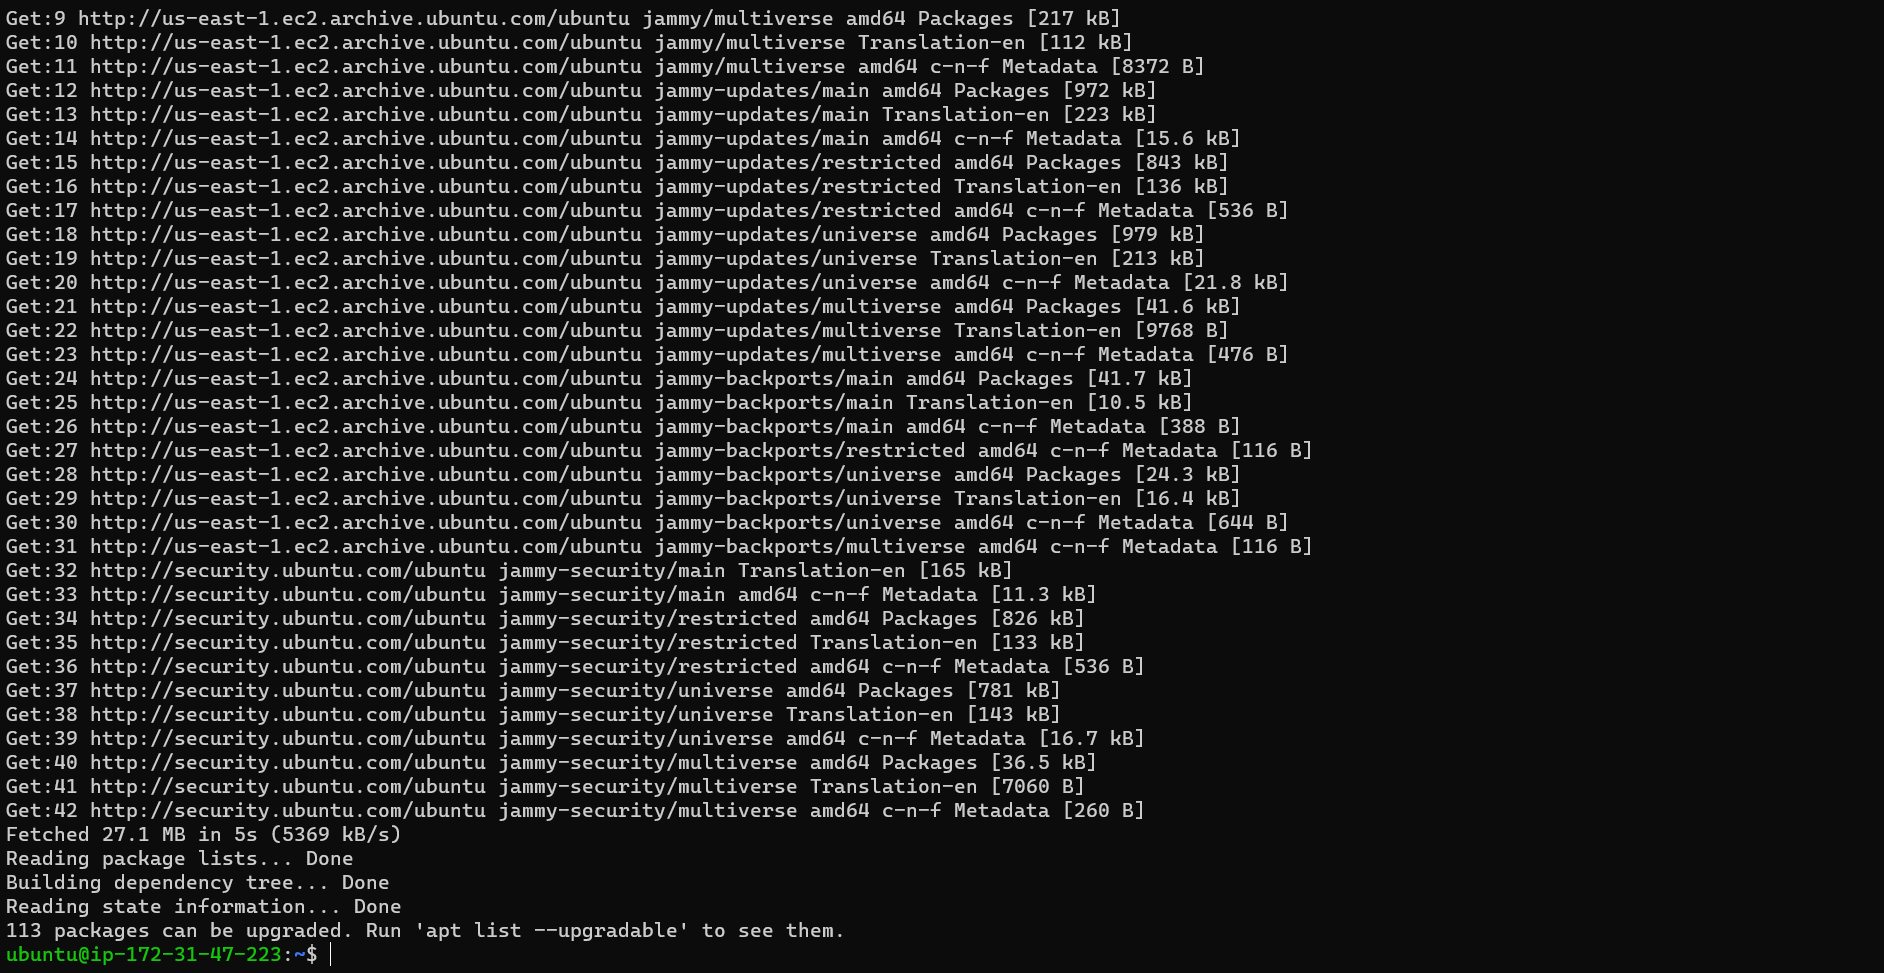 Get:9 http://us-east-1.ec2.archive.ubuntu.com/ubuntu jammy/multiverse amd64 Packages [217 kB]
Get:10 http://us-east-1.ec2.archive.ubuntu.com/ubuntu jammy/multiverse Translation-en [112 kB]
Get:11 http://us-east-1.ec2.archive.ubuntu.com/ubuntu jammy/multiverse amd64 c-n-f Metadata [8372 B]
Get:12 http://us-east-1.ec2.archive.ubuntu.com/ubuntu jammy-updates/main amd64 Packages [972 kB]
Get:13 http://us-east-1.ec2.archive.ubuntu.com/ubuntu jammy-updates/main Translation-en [223 kB]
Get:14 http://us-east-1.ec2.archive.ubuntu.com/ubuntu jammy-updates/main amd64 c-n-f Metadata [15.6 kB]
Get:15 http://us-east-1.ec2.archive.ubuntu.com/ubuntu jammy-updates/restricted amd64 Packages [843 kB]
Get:16 http://us-east-1.ec2.archive.ubuntu.com/ubuntu jammy-updates/restricted Translation-en [136 kB]
Get:17 http://us-east-1.ec2.archive.ubuntu.com/ubuntu jammy-updates/restricted amd64 c-n-f Metadata [536 B]
Get:18 http://us-east-1.ec2.archive.ubuntu.com/ubuntu jammy-updates/universe amd64 Packages [979 kB]
Get:19 http://us-east-1.ec2.archive.ubuntu.com/ubuntu jammy-updates/universe Translation-en [213 kB]
Get:20 http://us-east-1.ec2.archive.ubuntu.com/ubuntu jammy-updates/universe amd64 c-n-f Metadata [21.8 kB]
Get:21 http://us-east-1.ec2.archive.ubuntu.com/ubuntu jammy-updates/multiverse amd64 Packages [41.6 kB]
Get:22 http://us-east-1.ec2.archive.ubuntu.com/ubuntu jammy-updates/multiverse Translation-en [9768 B]
Get:23 http://us-east-1.ec2.archive.ubuntu.com/ubuntu jammy-updates/multiverse amd64 c-n-f Metadata [476 B]
Get:24 http://us-east-1.ec2.archive.ubuntu.com/ubuntu jammy-backports/main amd64 Packages [41.7 kB]
Get:25 http://us-east-1.ec2.archive.ubuntu.com/ubuntu jammy-backports/main Translation-en [10.5 kB]
Get:26 http://us-east-1.ec2.archive.ubuntu.com/ubuntu jammy-backports/main amd64 c-n-f Metadata [388 B]
Get:27 http://us-east-1.ec2.archive.ubuntu.com/ubuntu jammy-backports/restricted amd64 c-n-f Metadata [116 B]
Get:28 http://us-east-1.ec2.archive.ubuntu.com/ubuntu jammy-backports/universe amd64 Packages [24.3 kB]
Get:29 http://us-east-1.ec2.archive.ubuntu.com/ubuntu jammy-backports/universe Translation-en [16.4 kB]
Get:30 http://us-east-1.ec2.archive.ubuntu.com/ubuntu jammy-backports/universe amd64 c-n-f Metadata [644 B]
Get:31 http://us-east-1.ec2.archive.ubuntu.com/ubuntu jammy-backports/multiverse amd64 c-n-f Metadata [116 B]
Get:32 http://security.ubuntu.com/ubuntu jammy-security/main Translation-en [165 kB]
Get:33 http://security.ubuntu.com/ubuntu jammy-security/main amd64 c-n-f Metadata [11.3 kB]
Get:34 http://security.ubuntu.com/ubuntu jammy-security/restricted amd64 Packages [826 kB]
Get:35 http://security.ubuntu.com/ubuntu jammy-security/restricted Translation-en [133 kB]
Get:36 http://security.ubuntu.com/ubuntu jammy-security/restricted amd64 c-n-f Metadata [536 B]
Get:37 http://security.ubuntu.com/ubuntu jammy-security/universe amd64 Packages [781 kB]
Get:38 http://security.ubuntu.com/ubuntu jammy-security/universe Translation-en [143 kB]
Get:39 http://security.ubuntu.com/ubuntu jammy-security/universe amd64 c-n-f Metadata [16.7 kB]
Get:40 http://security.ubuntu.com/ubuntu jammy-security/multiverse amd64 Packages [36.5 kB]
Get:41 http://security.ubuntu.com/ubuntu jammy-security/multiverse Translation-en [7060 B]
Get:42 http://security.ubuntu.com/ubuntu jammy-security/multiverse amd64 c-n-f Metadata [260 B]
Fetched 27.1 MB in 5s (5369 kB/s)
Reading package lists... Done
Building dependency tree... Done
Reading state information... Done
113 packages can be upgraded. Run 'apt list --upgradable' to see them.
ubuntu@ip-172-31-47-223:~$